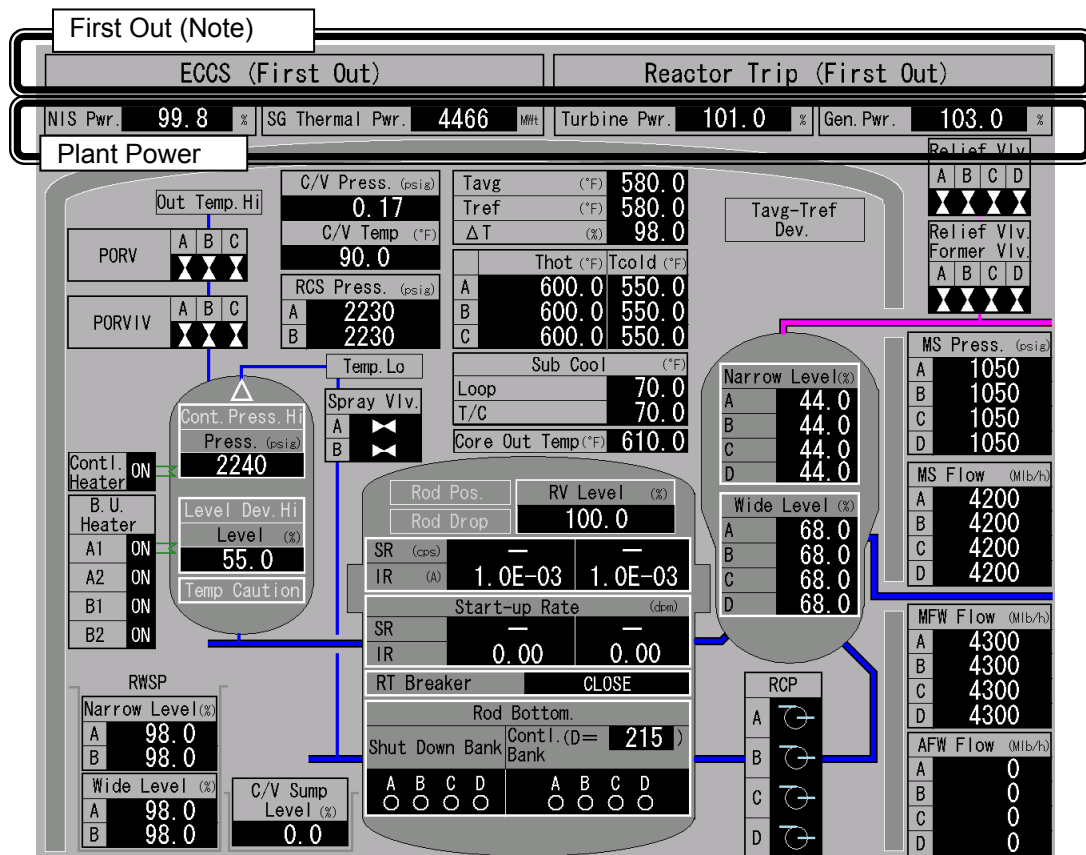 First Out (Note)
ECCS (First Out) Reactor Trip (First Out)
NIS Pwr. 99.8 % SG Thermal Pwr. 4466 MWt Turbine Pwr. 101.0 % Gen. Pwr. 103.0 %
Plant Power
Relief Vlv.
A B C D
Relief Vlv.
Former Vlv.
A B C D
Out Temp. Hi
PORV A B C
PORVIV A B C
C/V Press. (psig)
0.17
C/V Temp (°F)
90.0
RCS Press. (psig)
A 2230
B 2230
Tavg (°F) 580.0
Tref (°F) 580.0
ΔT (%) 98.0
Thot (°F) Tcold (°F)
A 600.0 550.0
B 600.0 550.0
C 600.0 550.0
Sub Cool (°F)
Loop 70.0
T/C 70.0
Core Out Temp (°F) 610.0
Tavg-Tref
Dev.
Temp. Lo
Spray Vlv.
A
B
Cont. Press. Hi
Press. (psig)
2240
Level Dev. Hi
Level (%)
55.0
Temp Caution
Contl.
Heater ON
B. U.
Heater
A1 ON
A2 ON
B1 ON
B2 ON
Rod Pos.
Rod Drop
RV Level (%)
100.0
SR (cps) — —
IR (A) 1.0E-03 1.0E-03
Start-up Rate (dpm)
SR — —
IR 0.00 0.00
RT Breaker CLOSE
Rod Bottom.
Shut Down Bank Contl. (D= 215 )
Bank
A B C D A B C D
Narrow Level (%)
A 44.0
B 44.0
C 44.0
D 44.0
Wide Level (%)
A 68.0
B 68.0
C 68.0
D 68.0
MS Press. (psig)
A 1050
B 1050
C 1050
D 1050
MS Flow (Mlb/h)
A 4200
B 4200
C 4200
D 4200
MFW Flow (Mlb/h)
A 4300
B 4300
C 4300
D 4300
AFW Flow (Mlb/h)
A 0
B 0
C 0
D 0
RCP
A
B
C
D
RWSP
Narrow Level (%)
A 98.0
B 98.0
Wide Level (%)
A 98.0
B 98.0
C/V Sump
Level (%)
0.0